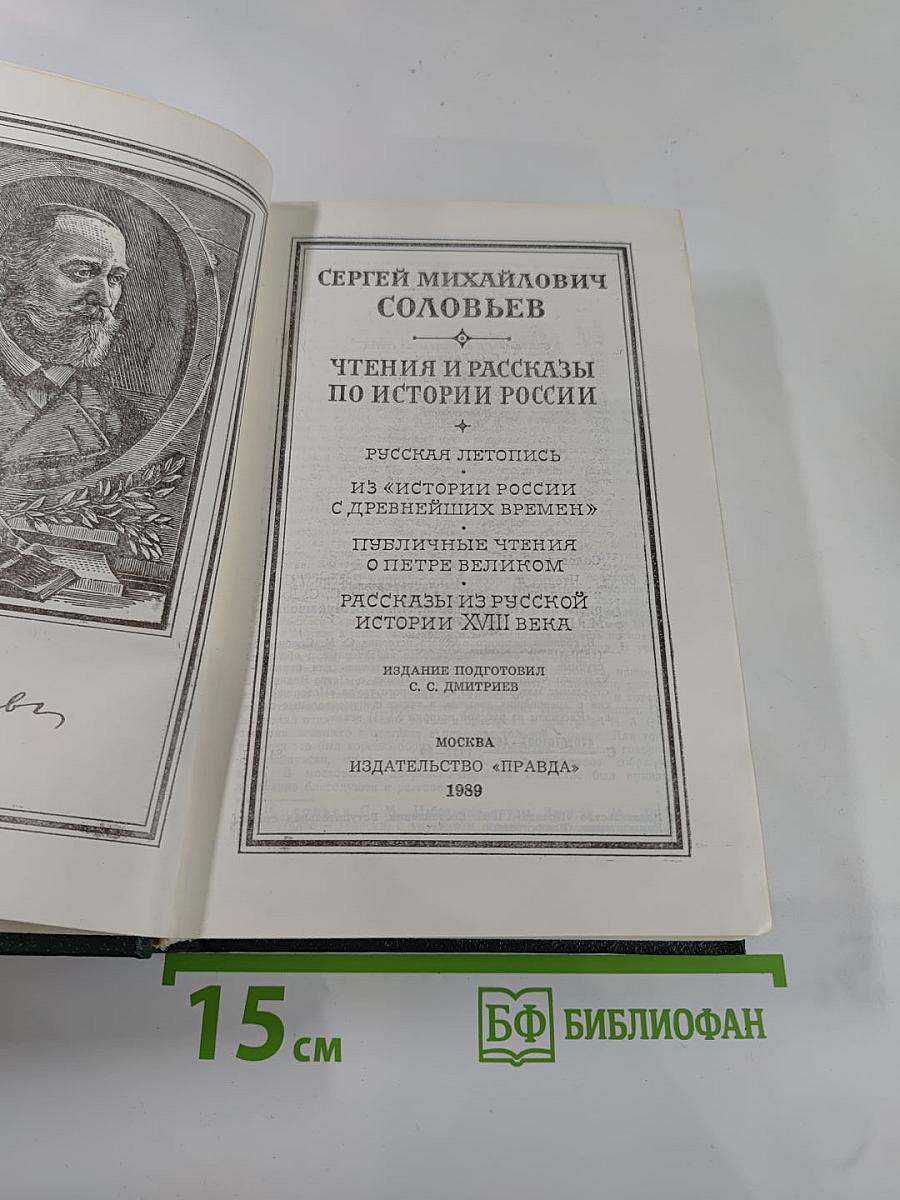 СЕРГЕЙ МИХАЙЛОВИЧ
СОЛОВЬЕВ
ЧТЕНИЯ И РАССКАЗЫ
ПО ИСТОРИИ РОССИИ
РУССКАЯ ЛЕТОПИСЬ
ИЗ «ИСТОРИИ РОССИИ
С ДРЕВНЕЙШИХ ВРЕМЕН»
ПУБЛИЧНЫЕ ЧТЕНИЯ
О ПЕТРЕ ВЕЛИКОМ
РАССКАЗЫ ИЗ РУССКОЙ
ИСТОРИИ XVIII ВЕКА
ИЗДАНИЕ ПОДГОТОВИЛ
С. С. ДМИТРИЕВ
МОСКВА
ИЗДАТЕЛЬСТВО «ПРАВДА»
1989
15 см
БФ БИБЛИОФАН